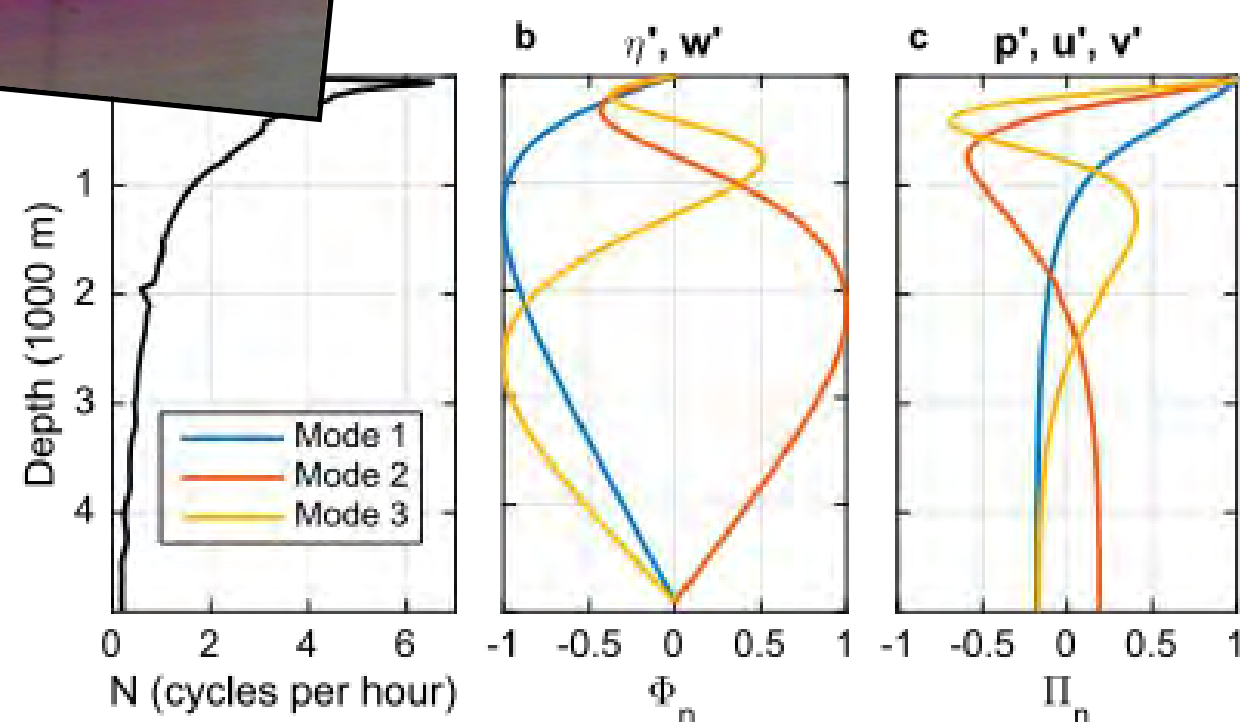 b
η', w'
c
p', u', v'
Depth (1000 m)
1
2
3
4
Mode 1
Mode 2
Mode 3
0
2
4
6
N (cycles per hour)
-1
-0.5
0
0.5
1
Φn
-1
-0.5
0
0.5
1
Πn